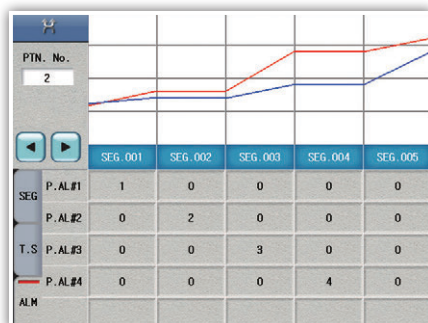 PTN. No.
2
SEG.001 SEG.002 SEG.003 SEG.004 SEG.005
SEG
P.AL#1 1 0 0 0 0
P.AL#2 0 2 0 0 0
T.S
P.AL#3 0 0 3 0 0
P.AL#4 0 0 0 4 0
ALM